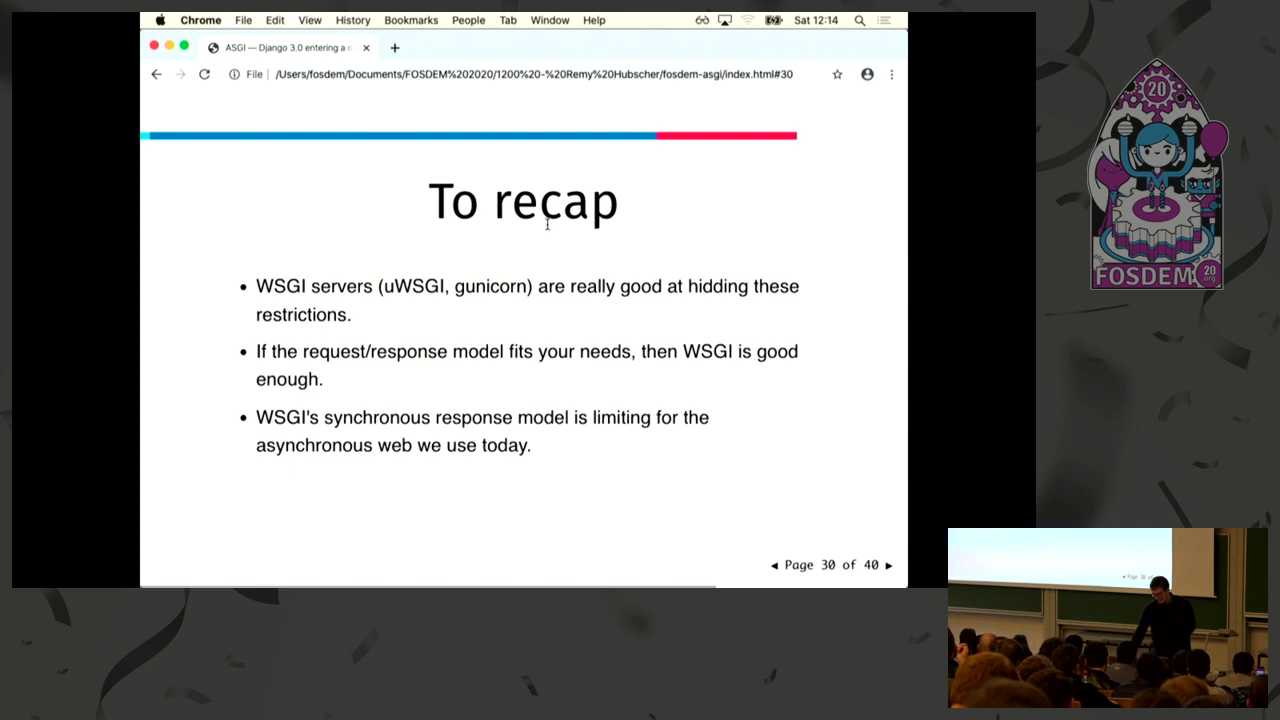 Chrome File Edit View History Bookmarks People Tab Window Help
Sat 12:14
ASGI — Django 3.0 entering a
File | /Users/fosdem/Documents/FOSDEM%202020/1200%20-%20Remy%20Hubscher/fosdem-asgi/index.html#30
To recap
• WSGI servers (uWSGI, gunicorn) are really good at hidding these
restrictions.
• If the request/response model fits your needs, then WSGI is good
enough.
• WSGI's synchronous response model is limiting for the
asynchronous web we use today.
◂ Page 30 of 40 ▸
20
FOSDEM
20
.org
Page 30 of